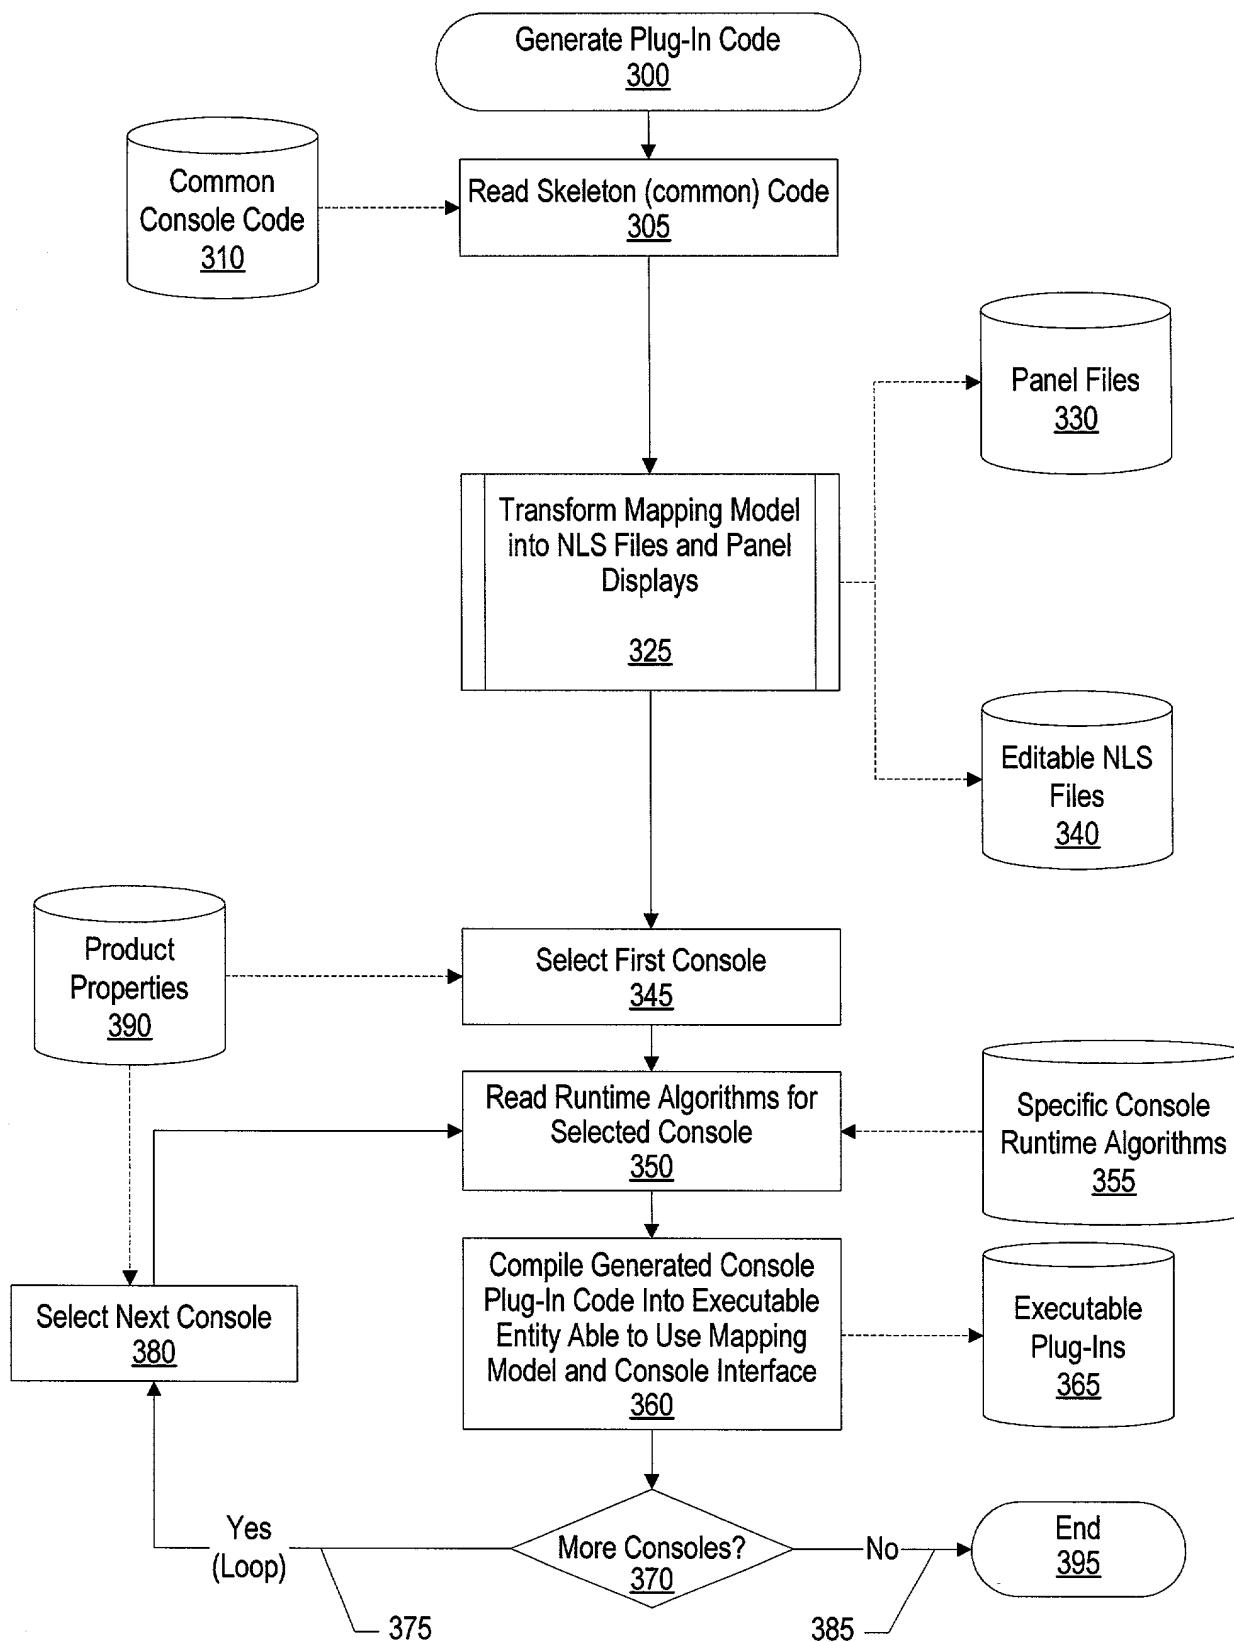 Generate Plug-In Code
300
Common
Console Code
310
Read Skeleton (common) Code
305
Panel Files
330
Transform Mapping Model
into NLS Files and Panel
Displays
325
Editable NLS
Files
340
Product
Properties
390
Select First Console
345
Read Runtime Algorithms for
Selected Console
350
Specific Console
Runtime Algorithms
355
Select Next Console
380
Compile Generated Console
Plug-In Code Into Executable
Entity Able to Use Mapping
Model and Console Interface
360
Executable
Plug-Ins
365
Yes
(Loop)
More Consoles?
370
No
End
395
375
385